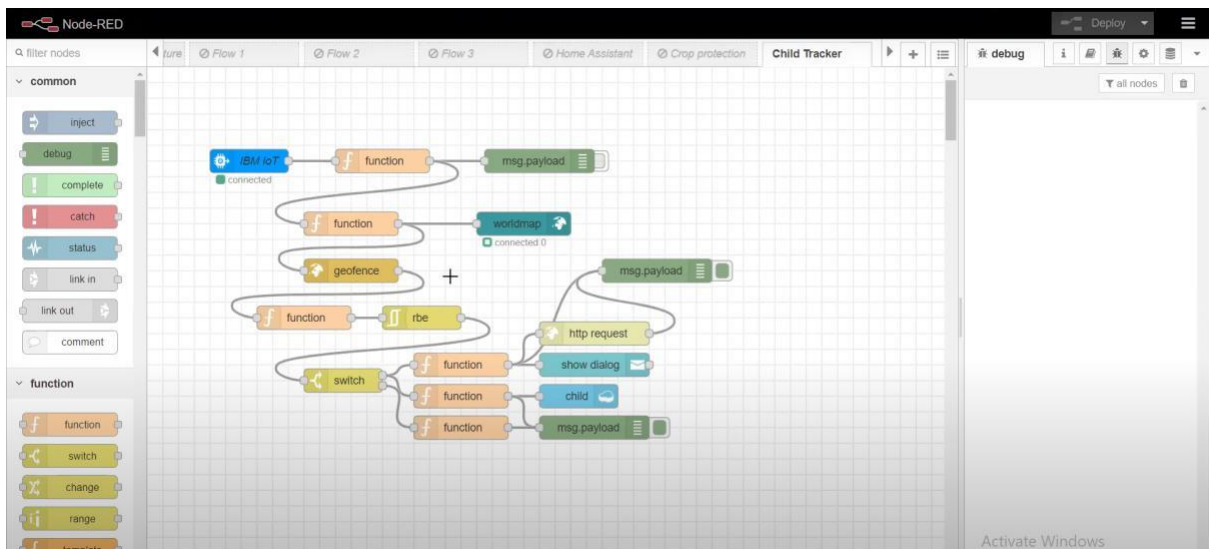 Node-RED
Deploy
filter nodes
ture
Flow 1
Flow 2
Flow 3
Home Assistant
Crop protection
Child Tracker
debug
i
all nodes
common
inject
debug
complete
catch
status
link in
link out
comment
function
function
switch
change
range
template
IBM IoT
connected
function
msg.payload
function
worldmap
connected 0
geofence
msg.payload
function
rbe
http request
function
show dialog
switch
function
child
function
msg.payload
Activate Windows